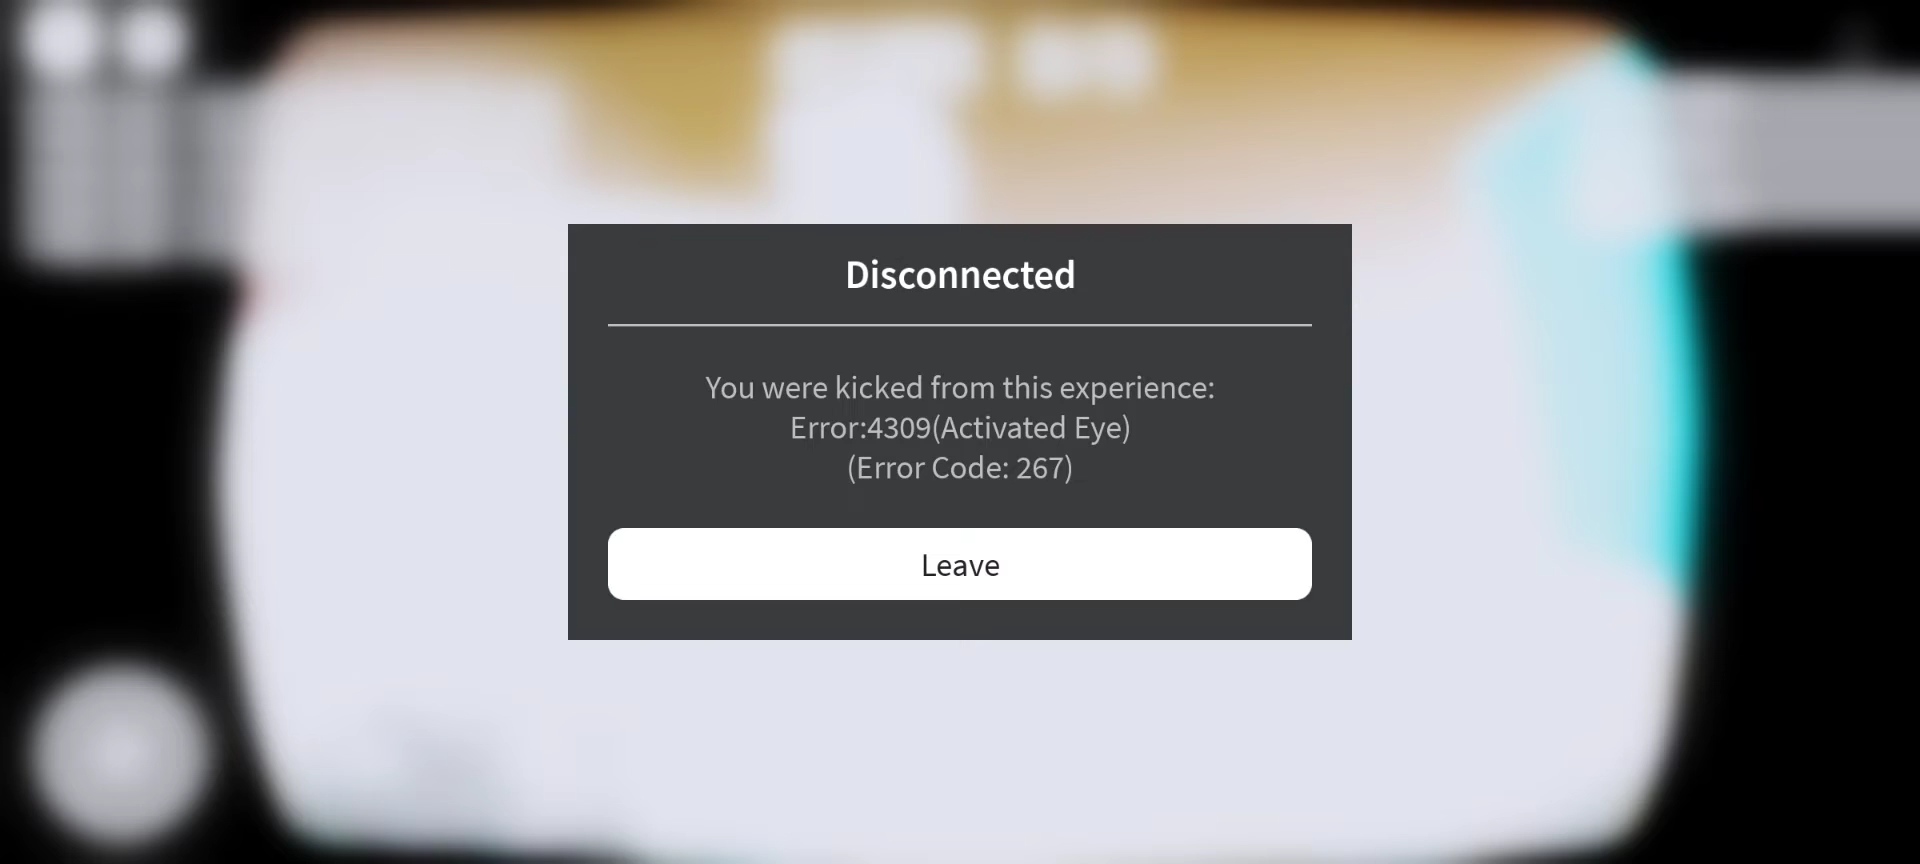 Disconnected
You were kicked from this experience:
Error:4309(Activated Eye)
(Error Code: 267)
Leave